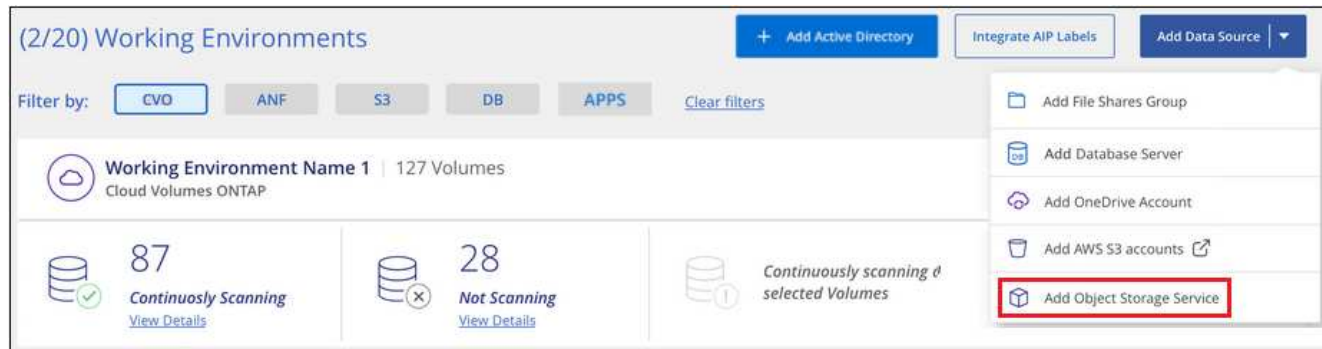 (2/20) Working Environments
+ Add Active Directory
Integrate AIP Labels
Add Data Source
Filter by:
CVO
ANF
S3
DB
APPS
Clear filters
Add File Shares Group
DB
Add Database Server
Working Environment Name 1 | 127 Volumes
Cloud Volumes ONTAP
Add OneDrive Account
Add AWS S3 accounts
Add Object Storage Service
87
Continuosly Scanning
View Details
28
Not Scanning
View Details
Continuously scanning
selected Volumes